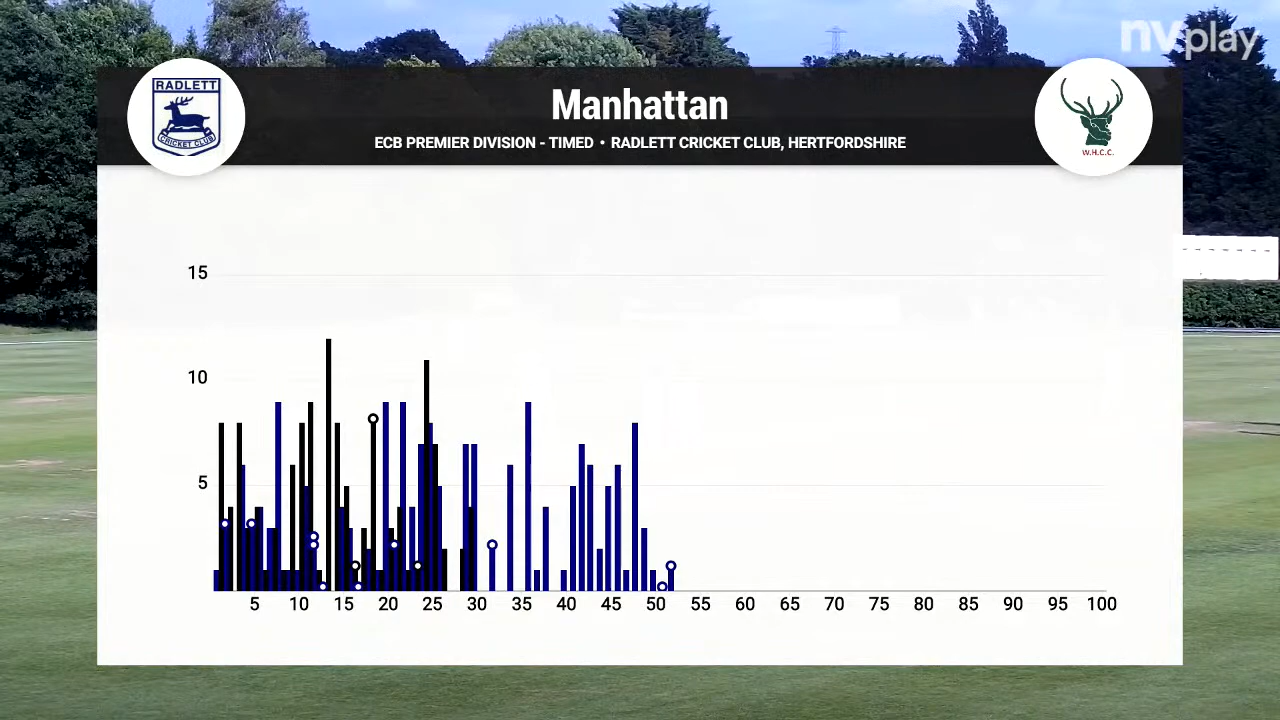 nvplay
RADLETT
CRICKET CLUB
Manhattan
ECB PREMIER DIVISION - TIMED • RADLETT CRICKET CLUB, HERTFORDSHIRE
W.H.C.C.
15
10
5
5 10 15 20 25 30 35 40 45 50 55 60 65 70 75 80 85 90 95 100